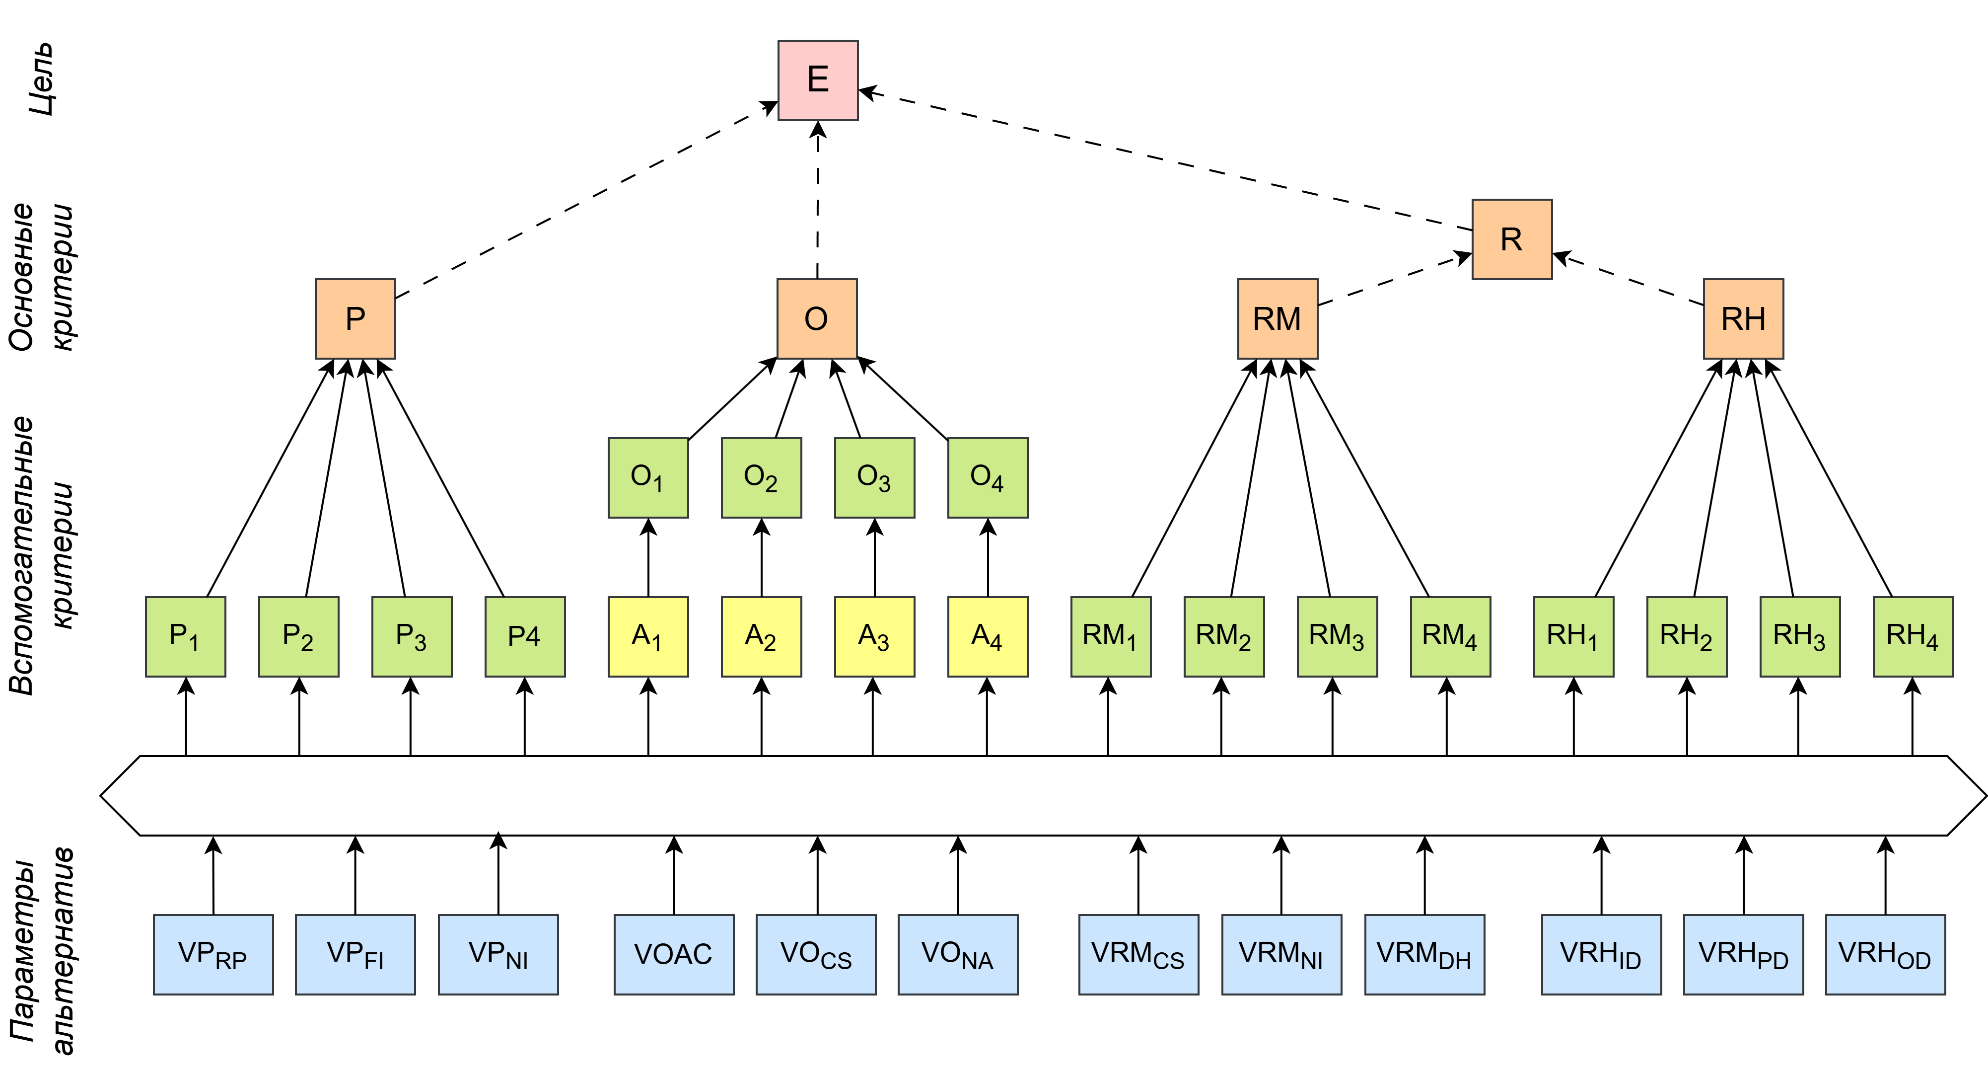 Цель
E
Основные
критерии
R
P
O
RM
RH
Вспомогательные
критерии
O1
O2
O3
O4
P1
P2
P3
P4
A1
A2
A3
A4
RM1
RM2
RM3
RM4
RH1
RH2
RH3
RH4
Параметры
альтернатив
VPRP
VPFI
VPNI
VOAC
VOCS
VONA
VRMCS
VRMNI
VRMDH
VRHID
VRHPD
VRHOD